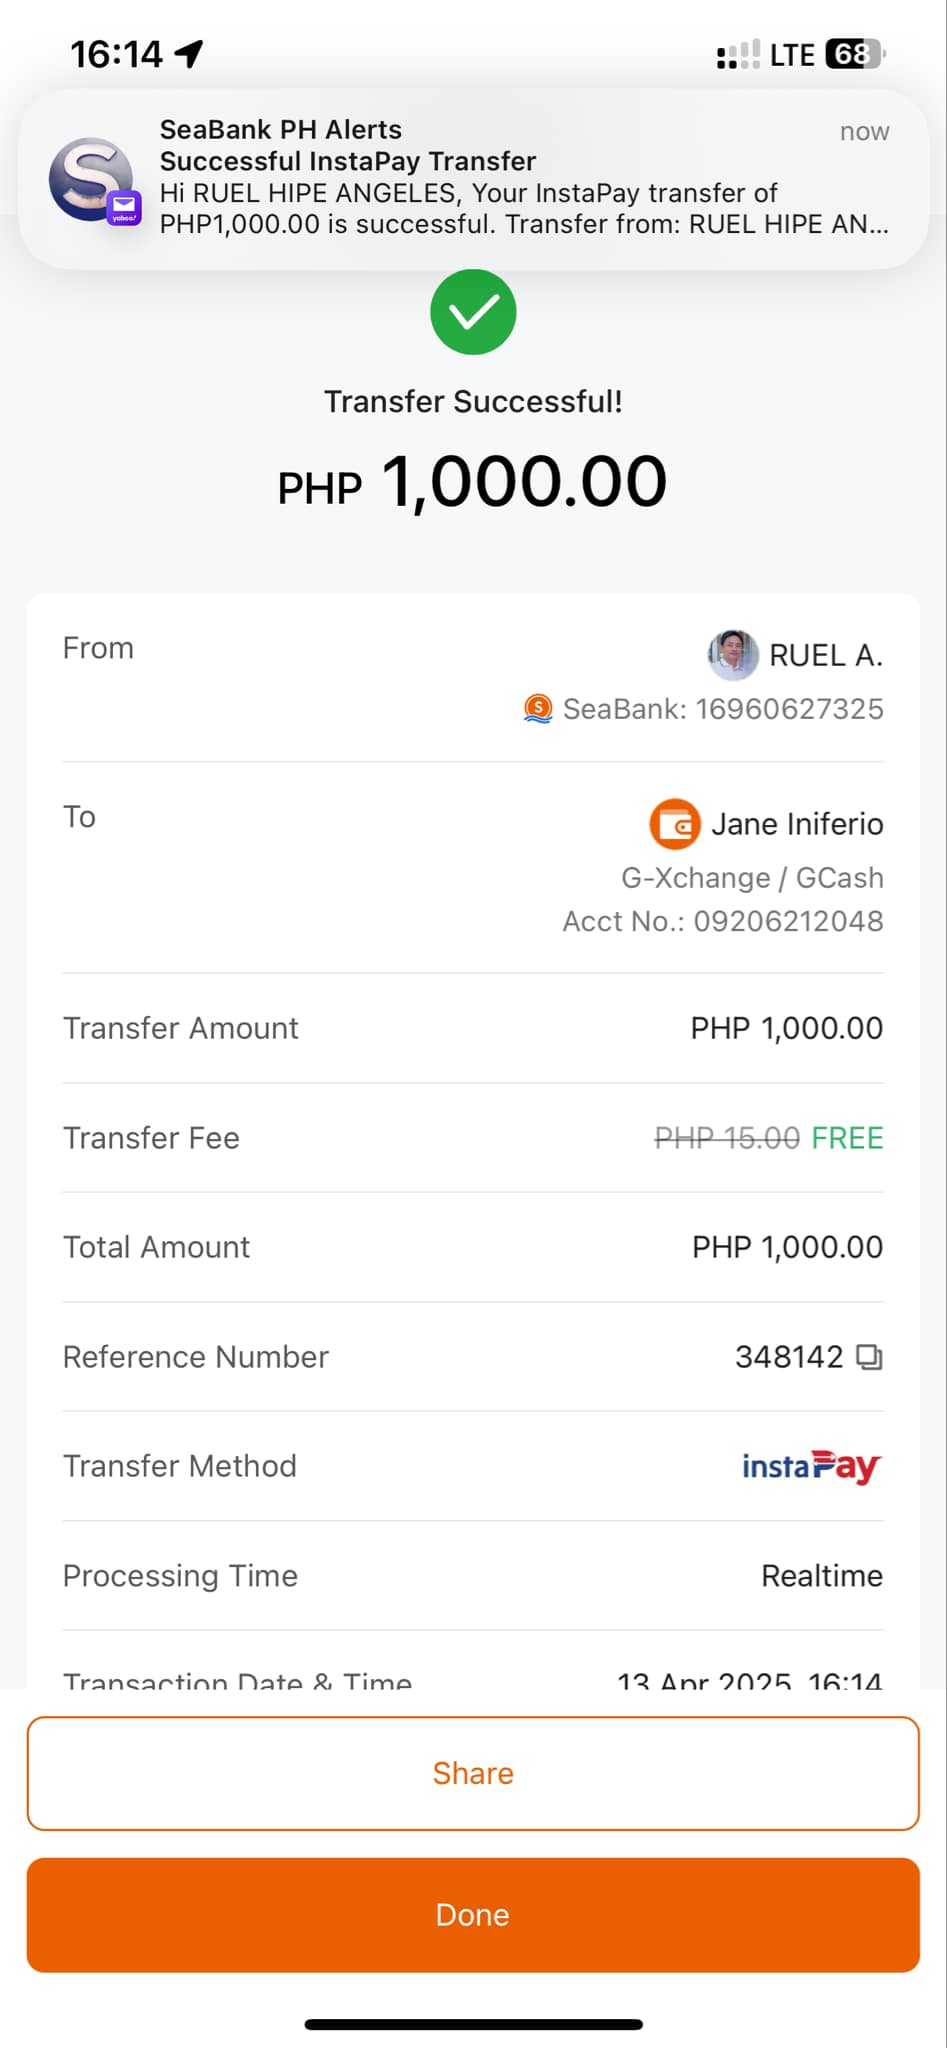 16:14
LTE 68
SeaBank PH Alerts
now
Successful InstaPay Transfer
Hi RUEL HIPE ANGELES, Your InstaPay transfer of
PHP1,000.00 is successful. Transfer from: RUEL HIPE AN...
yahoo!
Transfer Successful!
PHP 1,000.00
From
RUEL A.
SeaBank: 16960627325
To
Jane Iniferio
G-Xchange / GCash
Acct No.: 09206212048
Transfer Amount
PHP 1,000.00
Transfer Fee
PHP 15.00 FREE
Total Amount
PHP 1,000.00
Reference Number
348142
Transfer Method
instaPay
Processing Time
Realtime
Transaction Date & Time
13 Apr 2025, 16:14
Share
Done